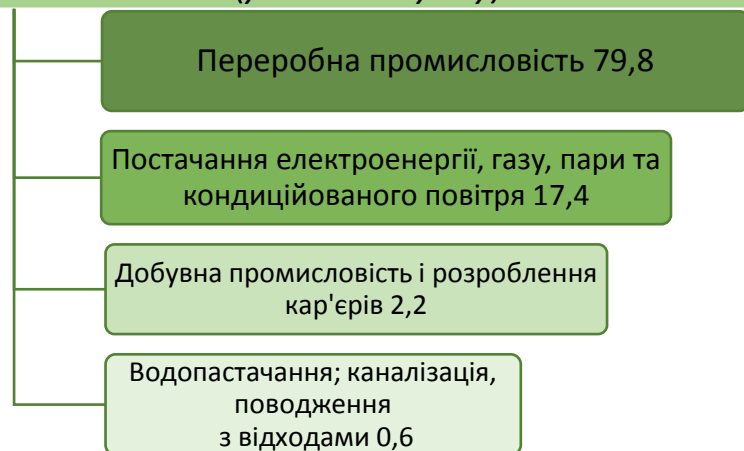 Переробна промисловість 79,8
Постачання електроенергії, газу, пари та
кондиційованого повітря 17,4
Добувна промисловість і розроблення
кар'єрів 2,2
Водопастачання; каналізація,
поводження
з відходами 0,6